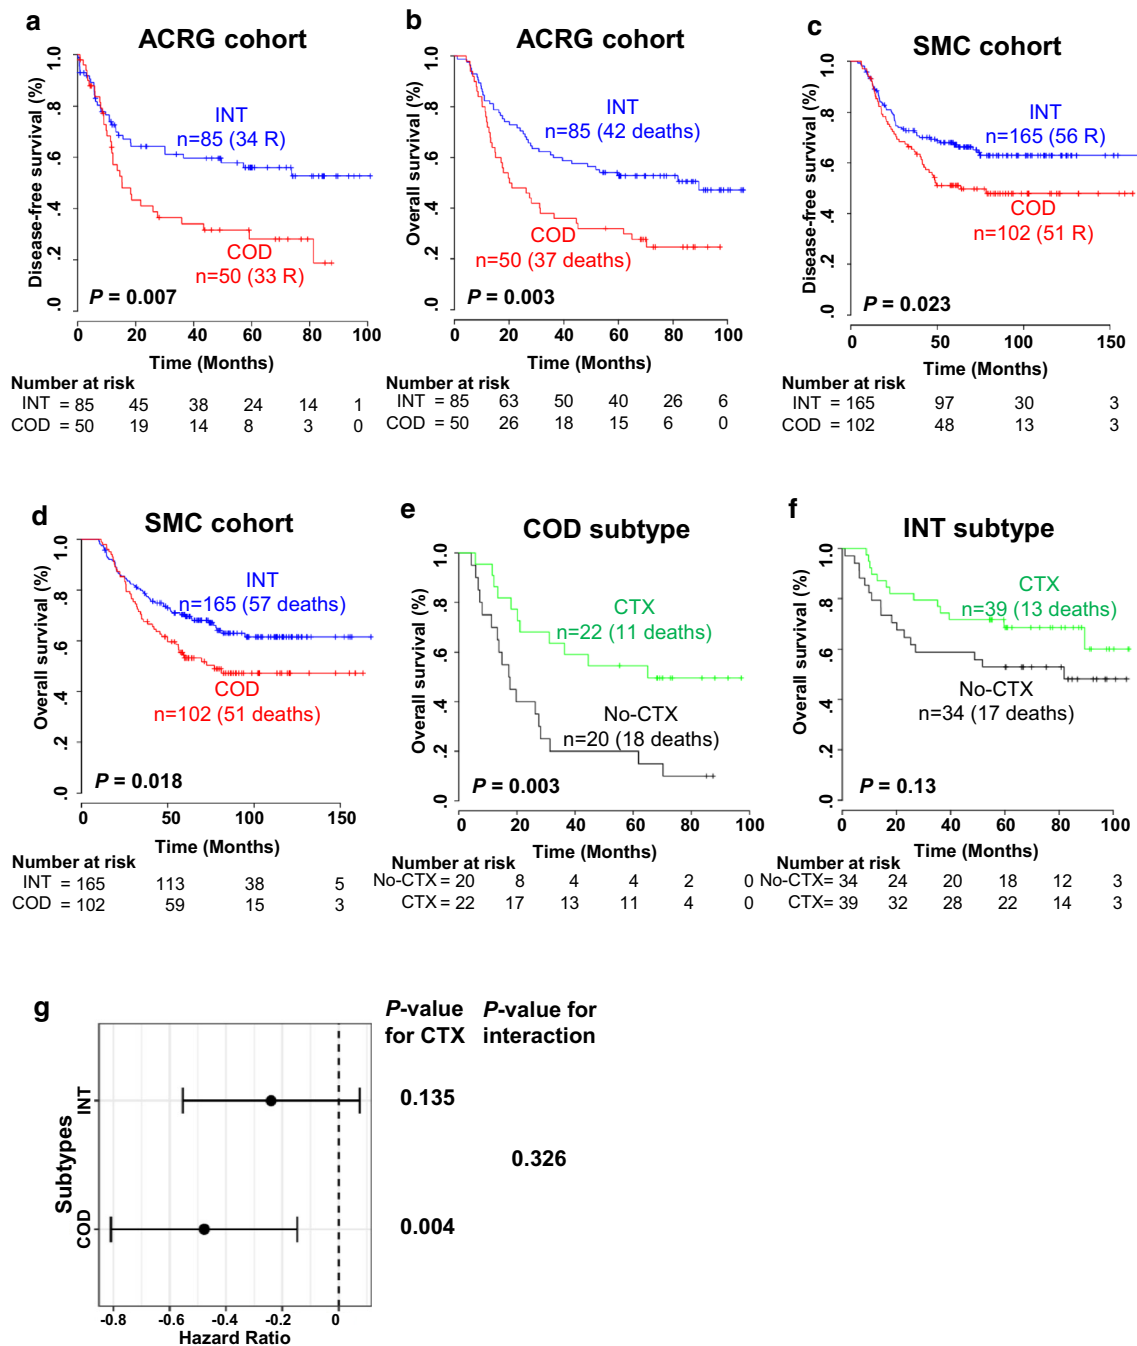 a
ACRG cohort
Disease-free survival (%)
1.0
.8
.6
.4
.2
.0
INT
n=85 (34 R)
COD
n=50 (33 R)
P = 0.007
0 20 40 60 80 100
Time (Months)
Number at risk
INT = 85 45 38 24 14 1
COD = 50 19 14 8 3 0
b
ACRG cohort
Overall survival (%)
1.0
.8
.6
.4
.2
.0
INT
n=85 (42 deaths)
COD
n=50 (37 deaths)
P = 0.003
0 20 40 60 80 100
Time (Months)
Number at risk
INT = 85 63 50 40 26 6
COD = 50 26 18 15 6 0
c
SMC cohort
Disease-free survival (%)
1.0
.8
.6
.4
.2
.0
INT
n=165 (56 R)
COD
n=102 (51 R)
P = 0.023
0 50 100 150
Time (Months)
Number at risk
INT = 165 97 30 3
COD = 102 48 13 3
d
SMC cohort
Overall survival (%)
1.0
.8
.6
.4
.2
.0
INT
n=165 (57 deaths)
COD
n=102 (51 deaths)
P = 0.018
0 50 100 150
Time (Months)
Number at risk
INT = 165 113 38 5
COD = 102 59 15 3
e
COD subtype
Overall survival (%)
1.0
.8
.6
.4
.2
.0
CTX
n=22 (11 deaths)
No-CTX
n=20 (18 deaths)
P = 0.003
0 20 40 60 80 100
Time (Months)
Number at risk
No-CTX = 20 8 4 4 2 0
CTX = 22 17 13 11 4 0
f
INT subtype
Overall survival (%)
1.0
.8
.6
.4
.2
.0
CTX
n=39 (13 deaths)
No-CTX
n=34 (17 deaths)
P = 0.13
0 20 40 60 80 100
Time (Months)
Number at risk
No-CTX= 34 24 20 18 12 3
CTX= 39 32 28 22 14 3
g
Subtypes
INT
COD
-0.8 -0.6 -0.4 -0.2 0
Hazard Ratio
P-value
for CTX
0.135
0.004
P-value for
interaction
0.326